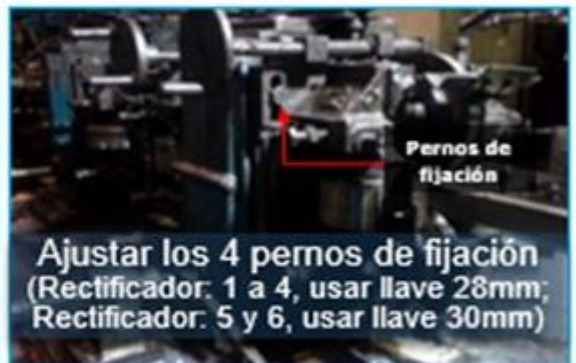 Pernos de
fijación
Ajustar los 4 pernos de fijación
(Rectificador: 1 a 4, usar llave 28mm;
Rectificador: 5 y 6, usar llave 30mm)